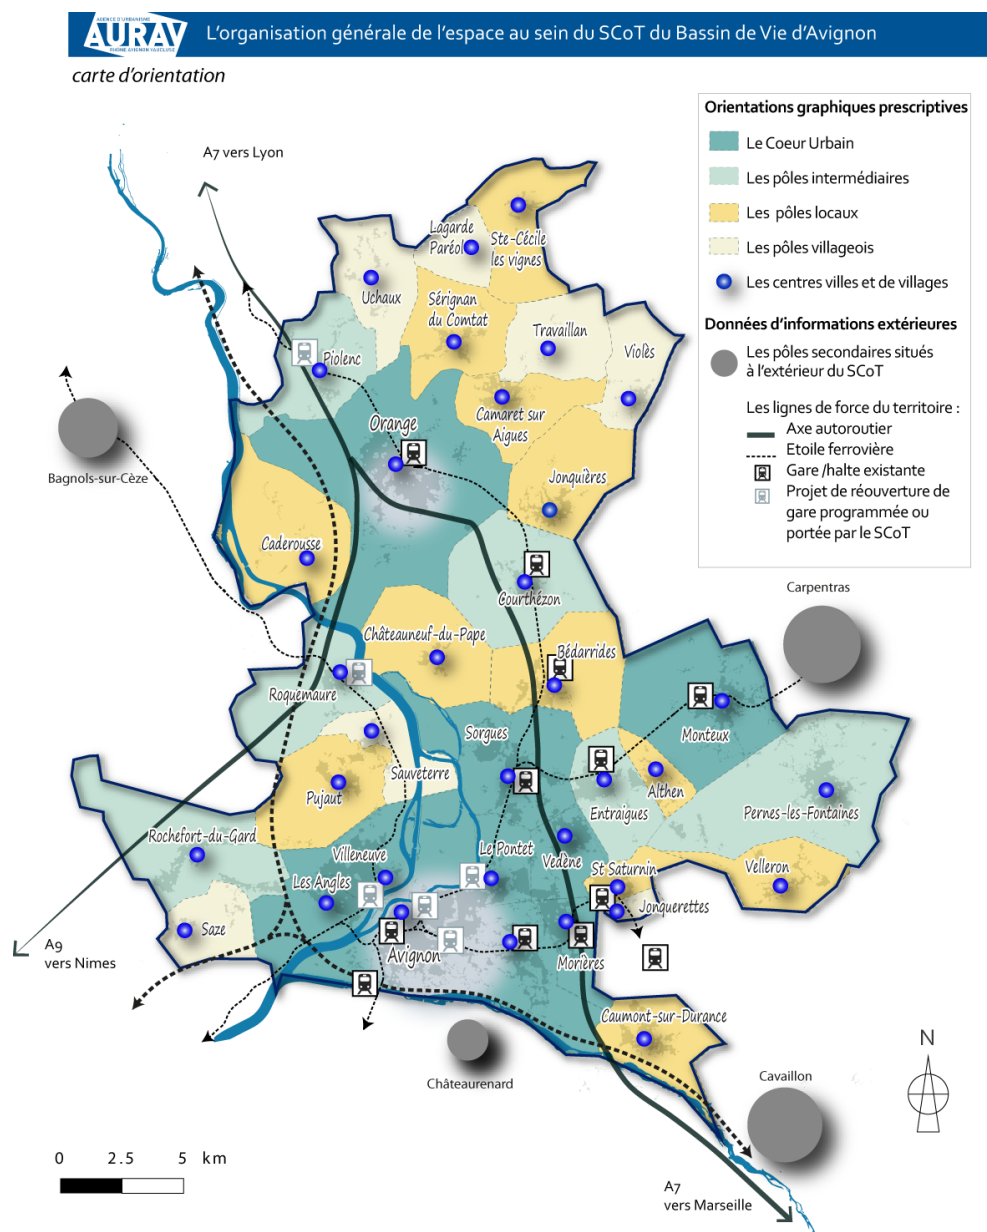 AGENCE D'URBANISME
AURAV
RHÔNE AVIGNON VAUCLUSE
L'organisation générale de l'espace au sein du SCoT du Bassin de Vie d'Avignon
carte d'orientation
Orientations graphiques prescriptives
Le Coeur Urbain
Les pôles intermédiaires
Les pôles locaux
Les pôles villageois
Les centres villes et de villages
Données d'informations extérieures
Les pôles secondaires situés
à l'extérieur du SCoT
Les lignes de force du territoire :
Axe autoroutier
Etoile ferrovière
Gare /halte existante
Projet de réouverture de
gare programmée ou
portée par le SCoT
A7 vers Lyon
Lagarde
Paréol
Ste-Cécile
les vignes
Uchaux
Sérignan
du Comtat
Travaillan
Violès
Piolenc
Camaret sur
Aigues
Orange
Bagnols-sur-Cèze
Jonquières
Caderousse
Courthézon
Carpentras
Châteauneuf-du-Pape
Bédarrides
Roquemaure
Sorgues
Monteux
Sauveterre
Pujaut
Althen
Entraigues
Pernes-les-Fontaines
Rochefort-du-Gard
Villeneuve
Le Pontet
Vedène
St Saturnin
Velleron
Les Angles
Jonquerettes
Saze
Avignon
Morières
A9
vers Nimes
Caumont-sur-Durance
Châteaurenard
Cavaillon
N
0 2.5 5 km
A7
vers Marseille